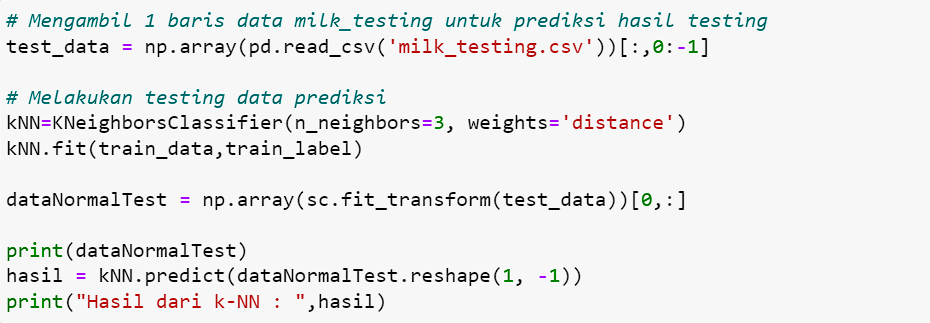 # Mengambil 1 baris data milk_testing untuk prediksi hasil testing
test_data = np.array(pd.read_csv('milk_testing.csv'))[:,0:-1]
# Melakukan testing data prediksi
kNN=KNeighborsClassifier(n_neighbors=3, weights='distance')
kNN.fit(train_data,train_label)
dataNormalTest = np.array(sc.fit_transform(test_data))[0,:]
print(dataNormalTest)
hasil = kNN.predict(dataNormalTest.reshape(1, -1))
print("Hasil dari k-NN : ",hasil)